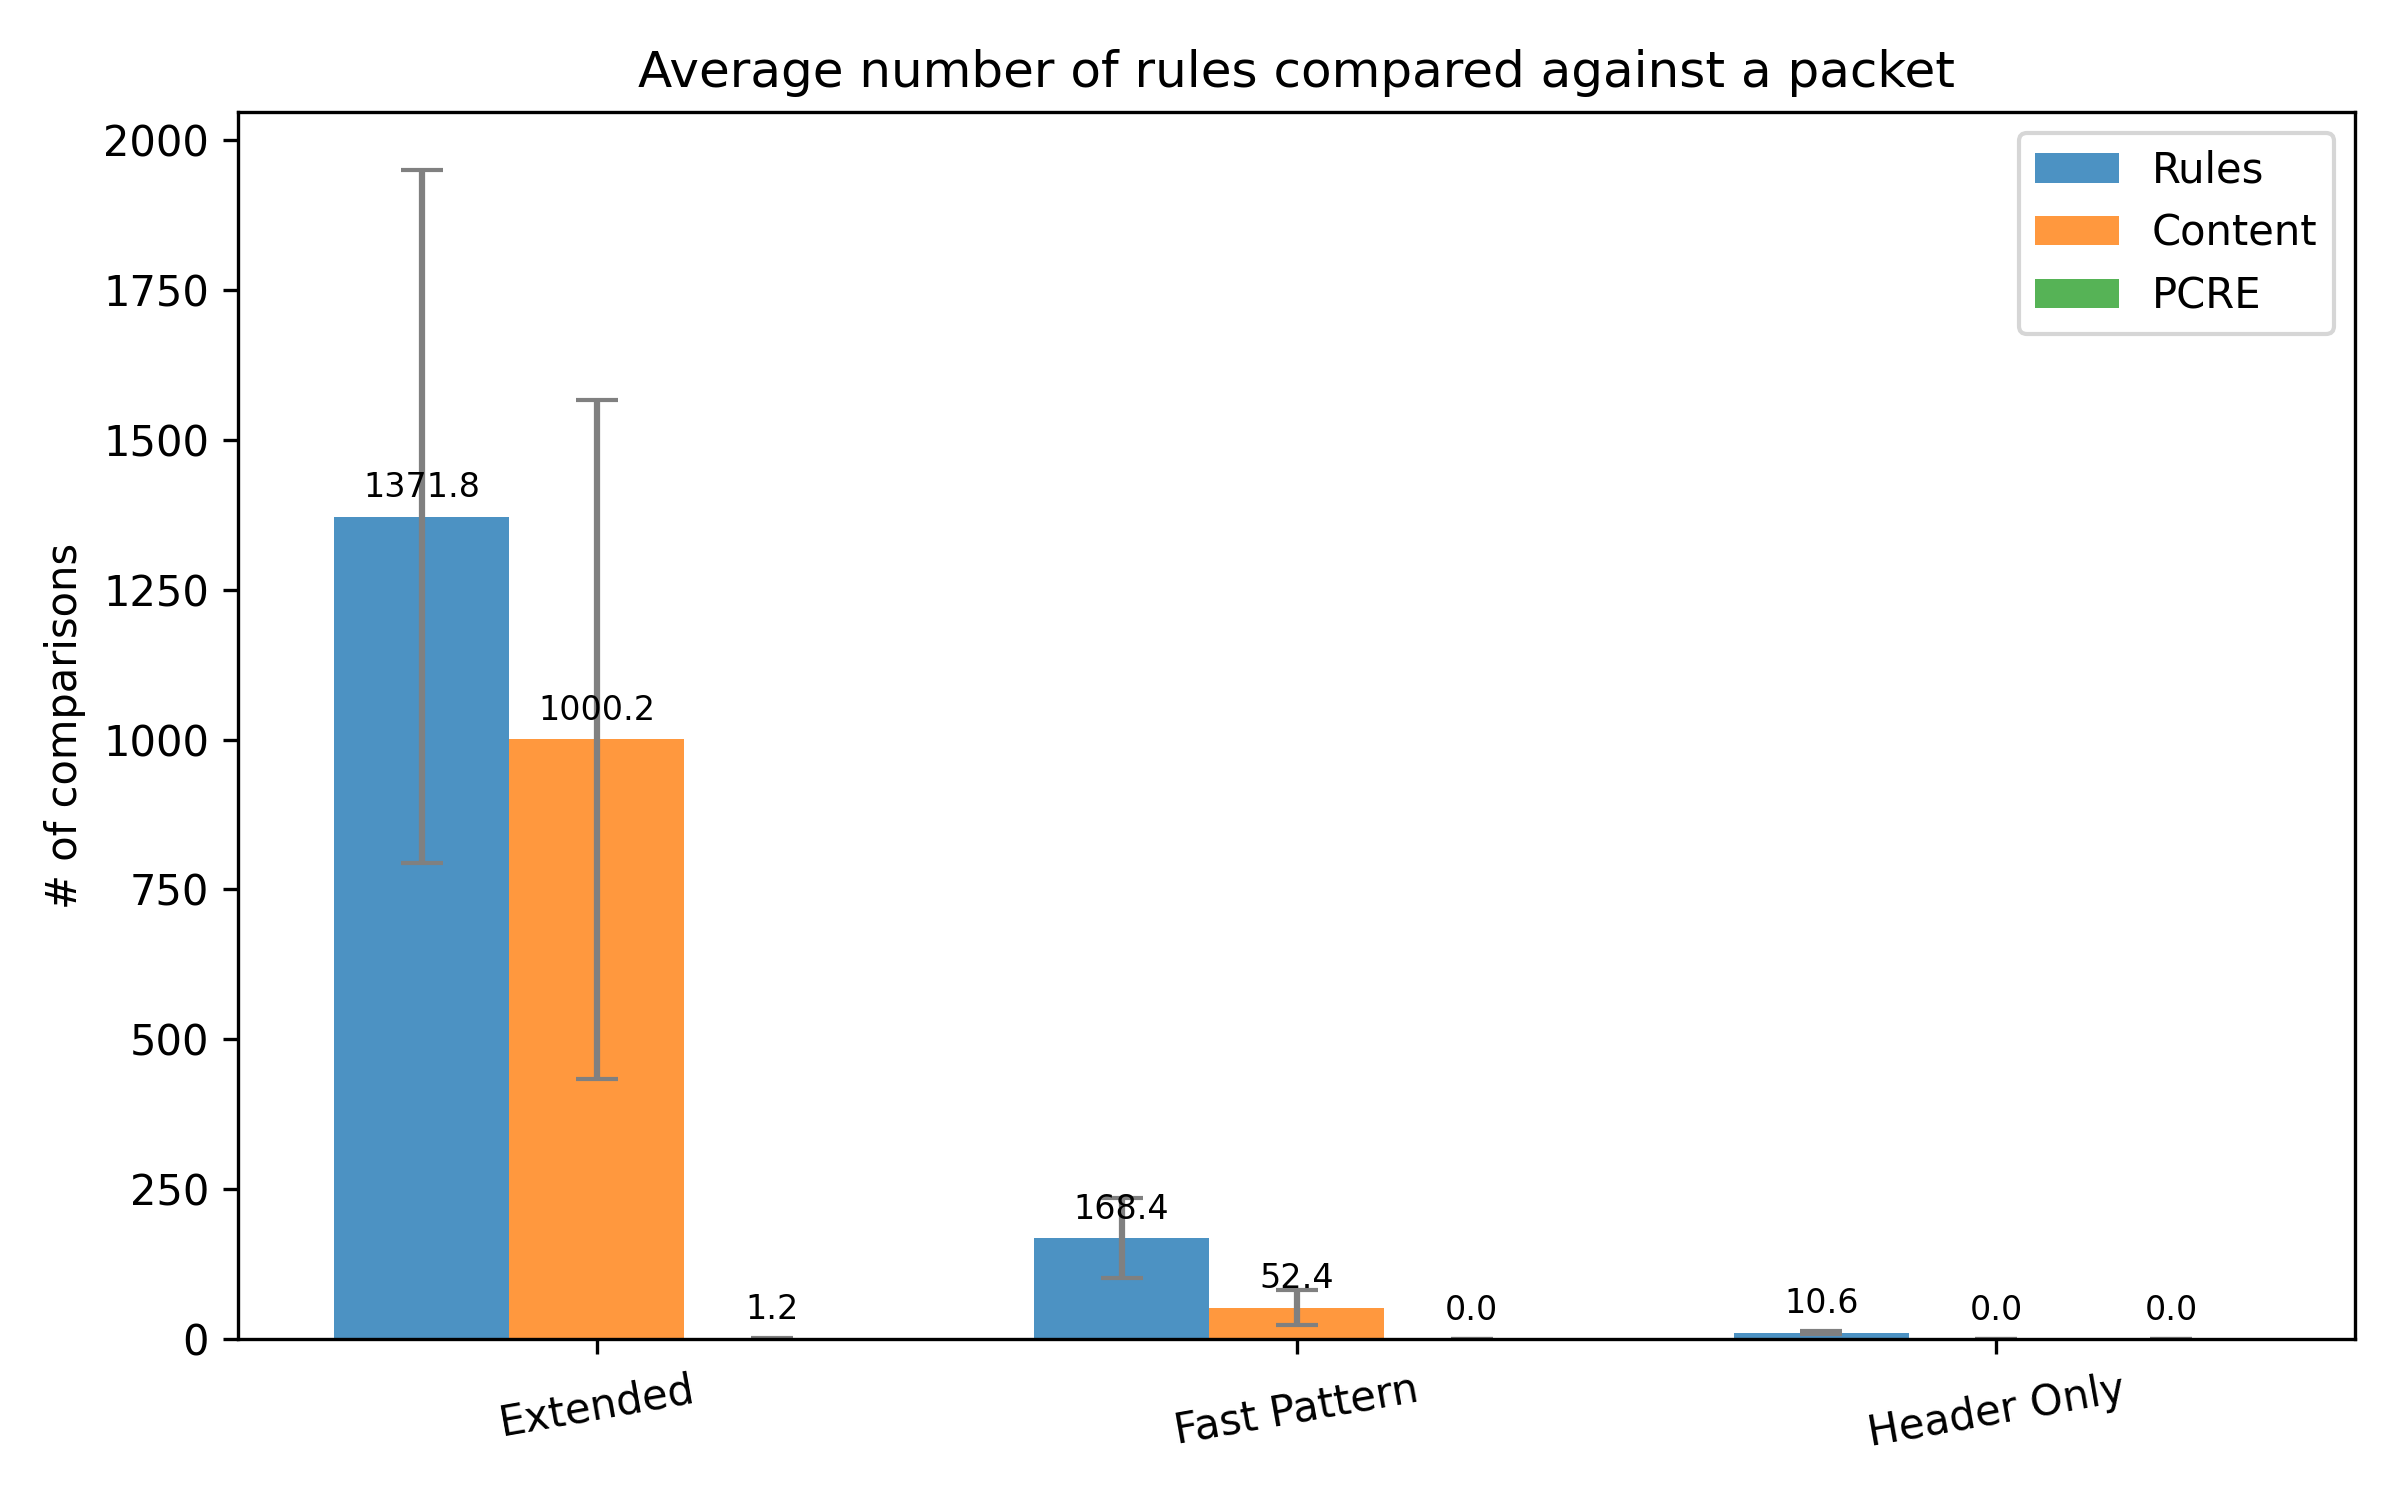 Average number of rules compared against a packet
# of comparisons
2000
1750
1500
1250
1000
750
500
250
0
Rules
Content
PCRE
1371.8
1000.2
1.2
168.4
52.4
0.0
10.6
0.0
0.0
Extended
Fast Pattern
Header Only